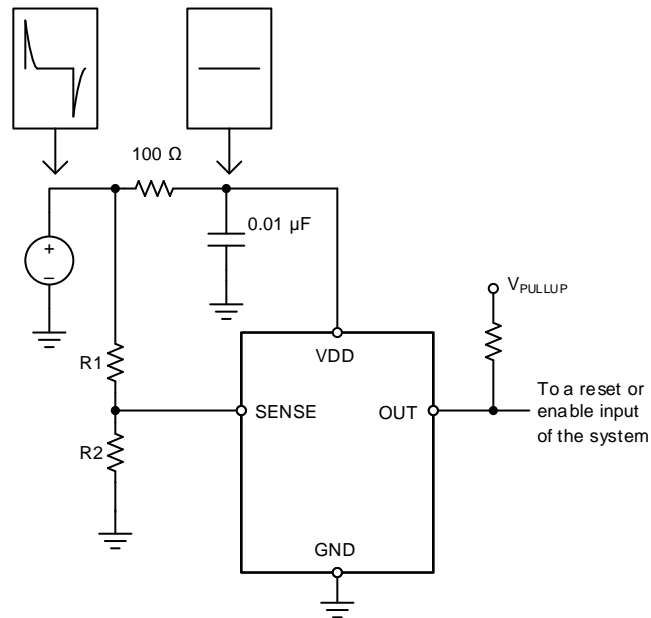 100 Ω
0.01 µF
+
–
VPULLUP
R1
VDD
SENSE
OUT
To a reset or
enable input
of the system
R2
GND